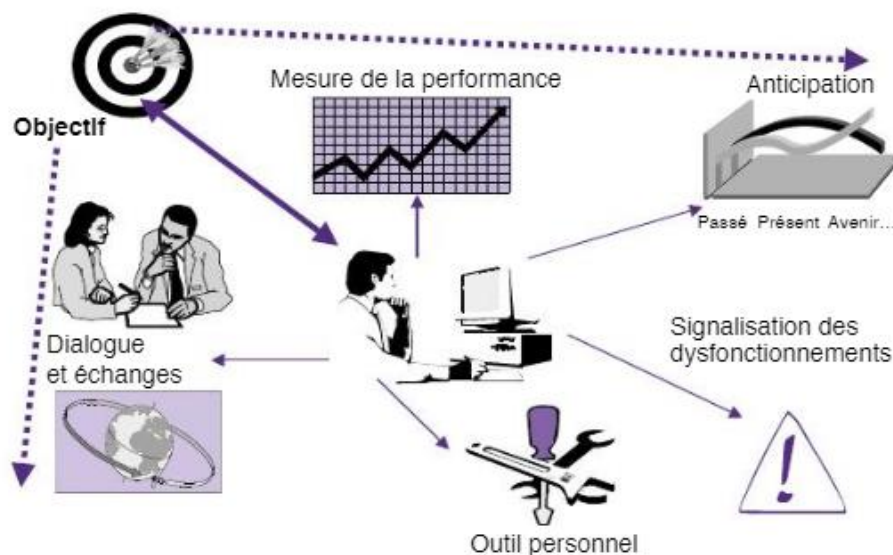 Mesure de la performance
Anticipation
Objectif
Passé Présent Avenir...
Signalisation des
dysfonctionnements
Dialogue
et échanges
Outil personnel